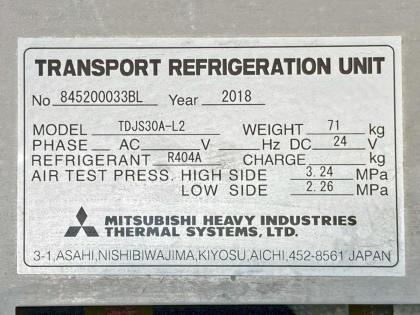 TRANSPORT REFRIGERATION UNIT
No 845200033BL Year 2018
MODEL TDJS30A-L2 WEIGHT 71 kg
PHASE AC V Hz DC 24 V
REFRIGERANT R404A CHARGE kg
AIR TEST PRESS. HIGH SIDE 3.24 MPa
LOW SIDE 2.26 MPa
MITSUBISHI HEAVY INDUSTRIES
THERMAL SYSTEMS, LTD.
3-1,ASAHI,NISHIBIWAJIMA,KIYOSU,AICHI,452-8561 JAPAN